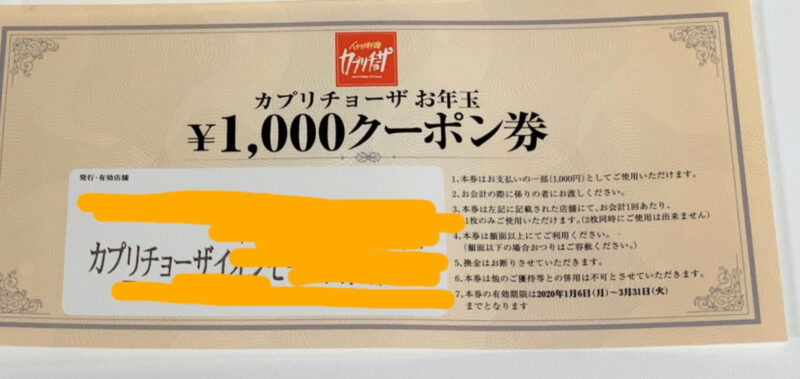 カプリチョーザ
カプリチョーザ お年玉
¥1,000クーポン券
発行・有効店舗
カプリチョーザイオン
1、本券はお支払いの一部(1,000円)としてご使用いただけます。
2、お会計の際に係りの者にお渡しください。
3、本券は左記に記載された店舗にて、お会計1回あたり、
1枚のみご使用いただけます。(2枚同時にご使用は出来ません)
4、本券は額面以上にてご利用ください。
(額面以下の場合おつりはご容赦ください。)
5、換金はお断りさせていただきます。
6、本券は他のご優待等との併用は不可とさせていただきます。
7、本券の有効期限は2020年1月6日(月)～3月31日(火)
までとなります